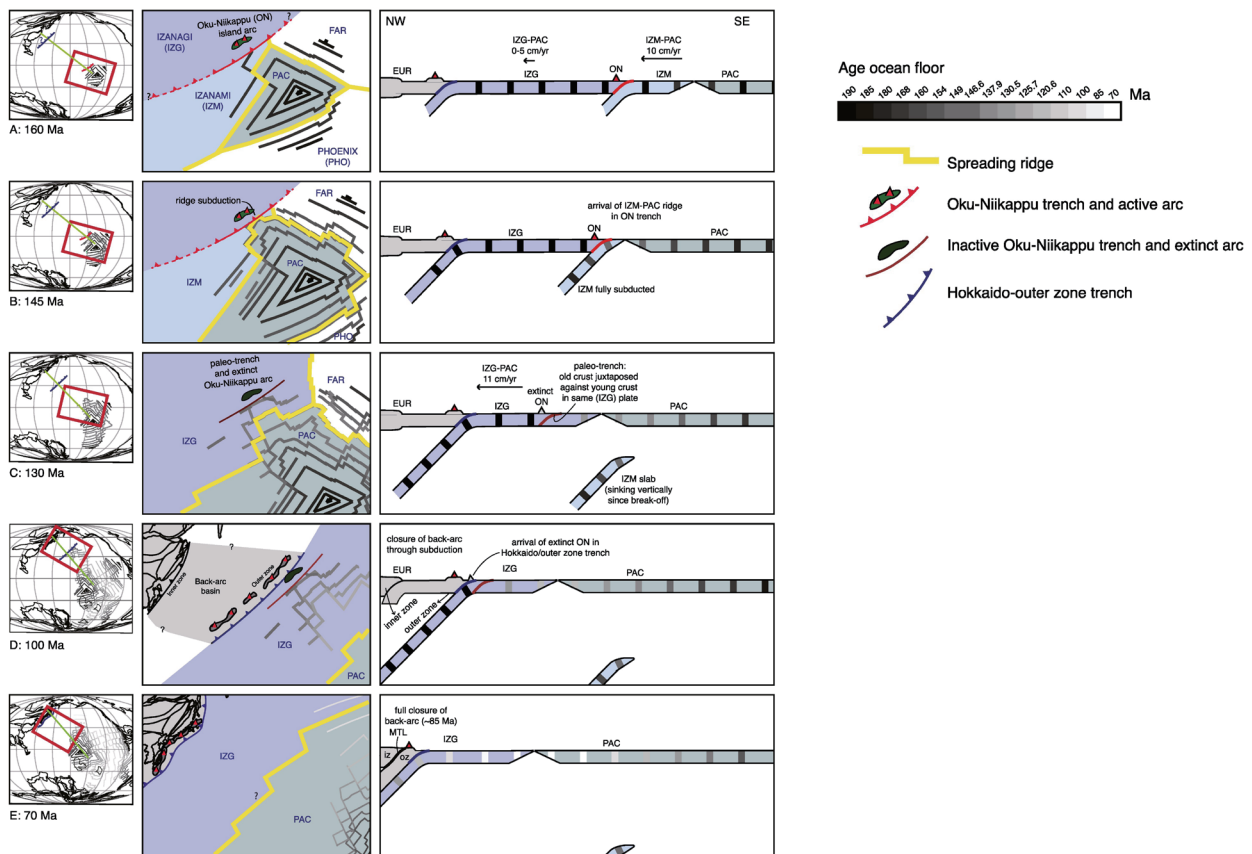 A: 160 Ma
IZANAGI
(IZG)
Oku-Niikappu (ON)
island arc
?
FAR
PAC
IZANAMI
(IZM)
?
PHOENIX
(PHO)
NW
SE
IZG-PAC
0-5 cm/yr
IZM-PAC
10 cm/yr
EUR
IZG
ON
IZM
PAC
Age ocean floor
190
185
180
168
160
154
149
146.6
137.9
130.5
125.7
120.6
110
100
85
70
Ma
Spreading ridge
Oku-Niikappu trench and active arc
Inactive Oku-Niikappu trench and extinct arc
Hokkaido-outer zone trench
B: 145 Ma
?
FAR
ridge subduction
PAC
IZM
PHO
arrival of IZM-PAC ridge
in ON trench
EUR
IZG
ON
PAC
IZM fully subducted
C: 130 Ma
paleo-trench
and extinct
Oku-Niikappu arc
FAR
IZG
PAC
IZG-PAC
11 cm/yr
paleo-trench:
old crust juxtaposed
against young crust
in same (IZG) plate
extinct
ON
EUR
IZG
PAC
IZM slab
(sinking vertically
since break-off)
D: 100 Ma
?
Inner zone
Back-arc
basin
Outer zone
?
IZG
PAC
closure of back-arc
through subduction
arrival of extinct ON in
Hokkaido/outer zone trench
EUR
IZG
PAC
inner zone
outer zone
E: 70 Ma
IZG
?
PAC
full closure of
back-arc (~85 Ma)
MTL
IZG
PAC
iz
oz